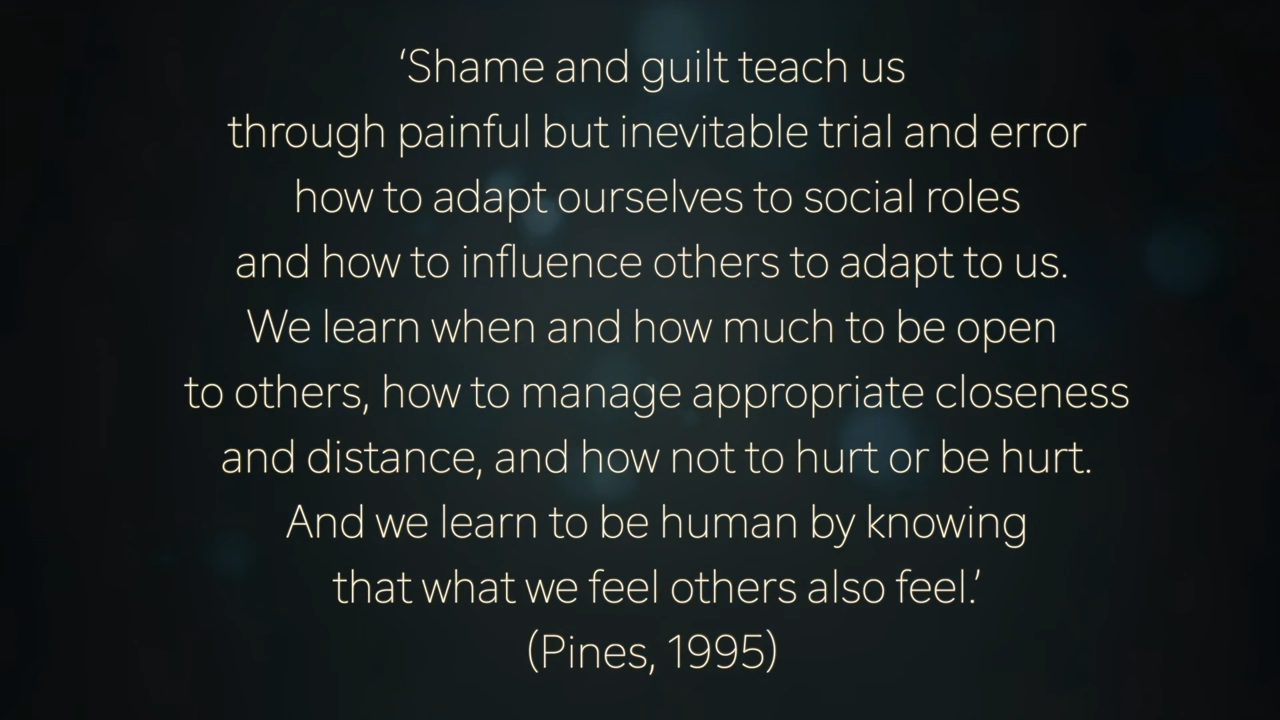 ‘Shame and guilt teach us
through painful but inevitable trial and error
how to adapt ourselves to social roles
and how to influence others to adapt to us.
We learn when and how much to be open
to others, how to manage appropriate closeness
and distance, and how not to hurt or be hurt.
And we learn to be human by knowing
that what we feel others also feel.’
(Pines, 1995)